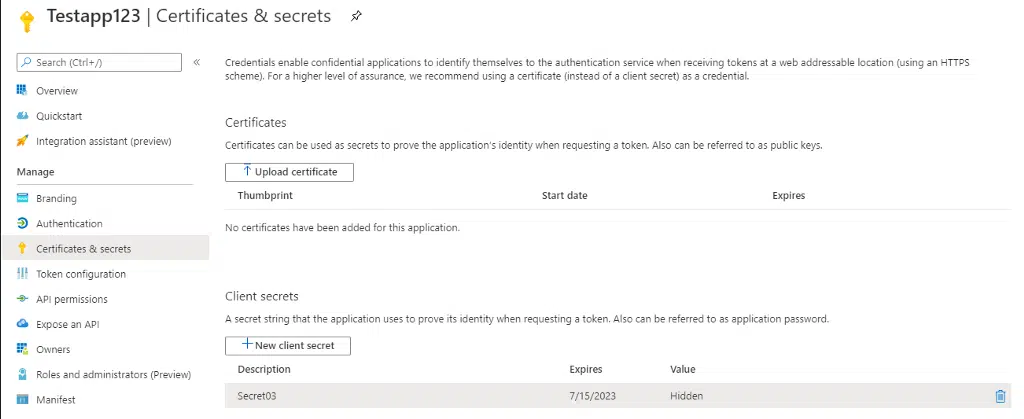 Testapp123 | Certificates & secrets
Search (Ctrl+/)
«
Overview
Quickstart
Integration assistant (preview)
Manage
Branding
Authentication
Certificates & secrets
Token configuration
API permissions
Expose an API
Owners
Roles and administrators (Preview)
Manifest
Credentials enable confidential applications to identify themselves to the authentication service when receiving tokens at a web addressable location (using an HTTPS
scheme). For a higher level of assurance, we recommend using a certificate (instead of a client secret) as a credential.
Certificates
Certificates can be used as secrets to prove the application's identity when requesting a token. Also can be referred to as public keys.
Upload certificate
Thumbprint Start date Expires
No certificates have been added for this application.
Client secrets
A secret string that the application uses to prove its identity when requesting a token. Also can be referred to as application password.
New client secret
Description Expires Value
Secret03 7/15/2023 Hidden